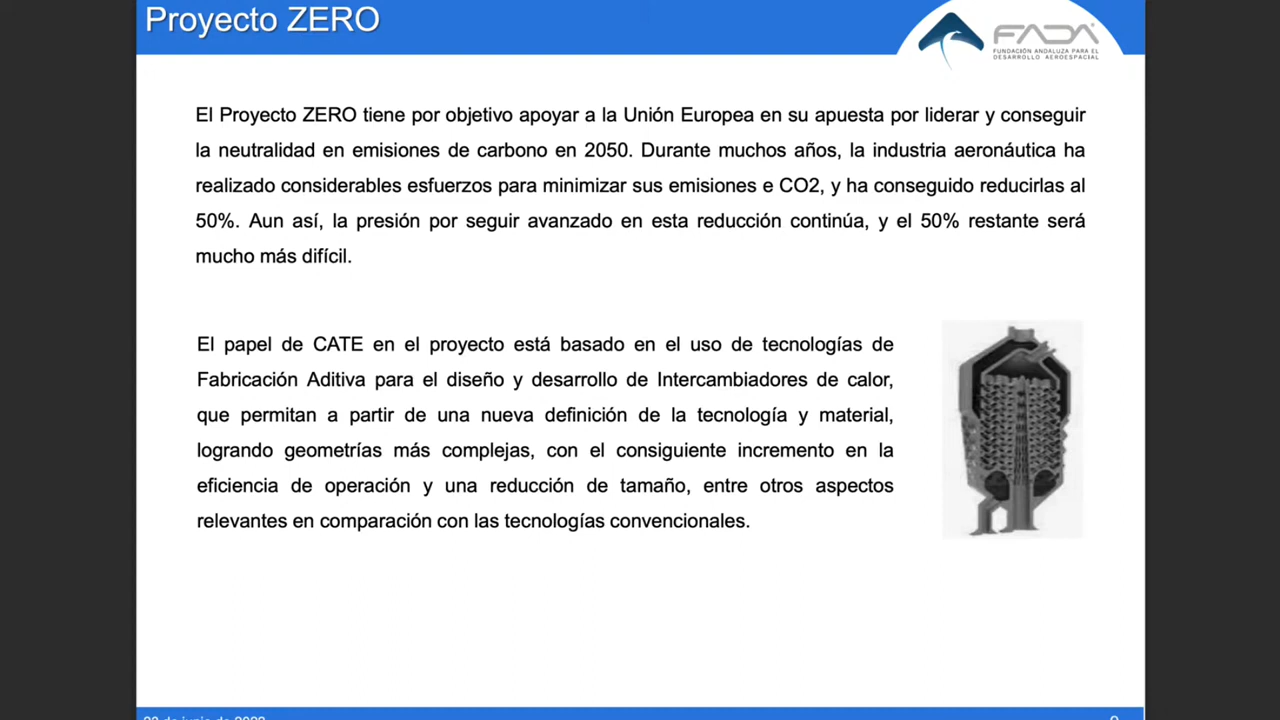 Proyecto ZERO
FADA
FUNDACIÓN ANDALUZA PARA EL
DESARROLLO AEROESPACIAL
El Proyecto ZERO tiene por objetivo apoyar a la Unión Europea en su apuesta por liderar y conseguir
la neutralidad en emisiones de carbono en 2050. Durante muchos años, la industria aeronáutica ha
realizado considerables esfuerzos para minimizar sus emisiones e CO2, y ha conseguido reducirlas al
50%. Aun así, la presión por seguir avanzado en esta reducción continúa, y el 50% restante será
mucho más difícil.
El papel de CATE en el proyecto está basado en el uso de tecnologías de
Fabricación Aditiva para el diseño y desarrollo de Intercambiadores de calor,
que permitan a partir de una nueva definición de la tecnología y material,
logrando geometrías más complejas, con el consiguiente incremento en la
eficiencia de operación y una reducción de tamaño, entre otros aspectos
relevantes en comparación con las tecnologías convencionales.
de junio de